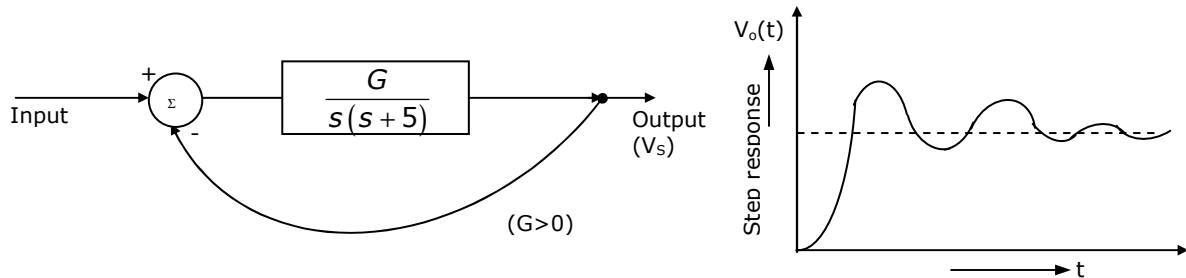 +
Σ
-
Input
G
s(s+5)
Output
(Vs)
(G>0)
Vo(t)
Step response
t